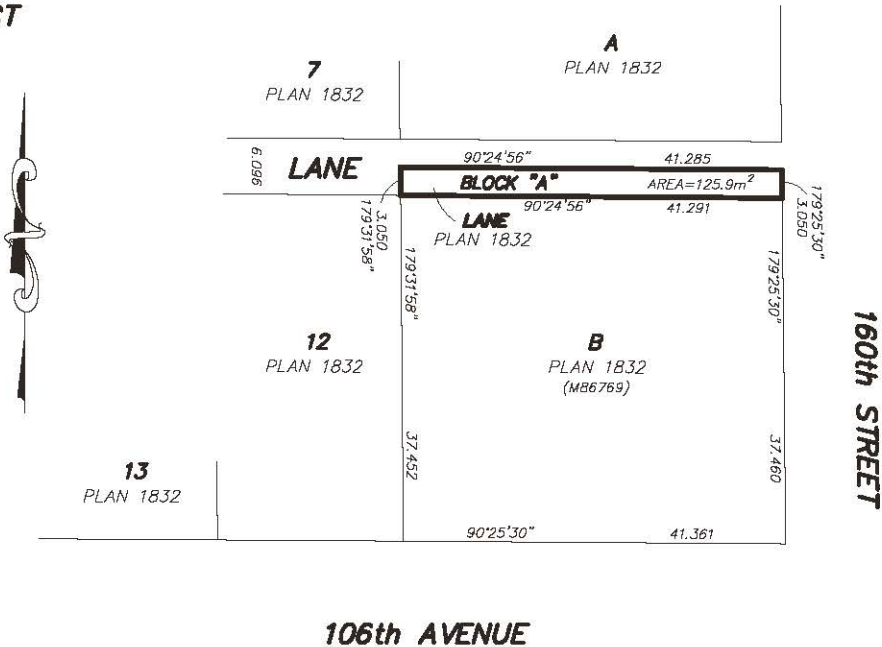 CT
A
PLAN 1832
7
PLAN 1832
6.096
LANE
90°24'56"
41.285
BLOCK "A"
AREA=125.9m²
90°24'56"
41.291
LANE
PLAN 1832
3.050
179°31'58"
179°25'30"
3.050
179°31'58"
179°25'30"
12
PLAN 1832
B
PLAN 1832
(MB6769)
160th STREET
37.452
37.460
13
PLAN 1832
90°25'30"
41.361
106th AVENUE